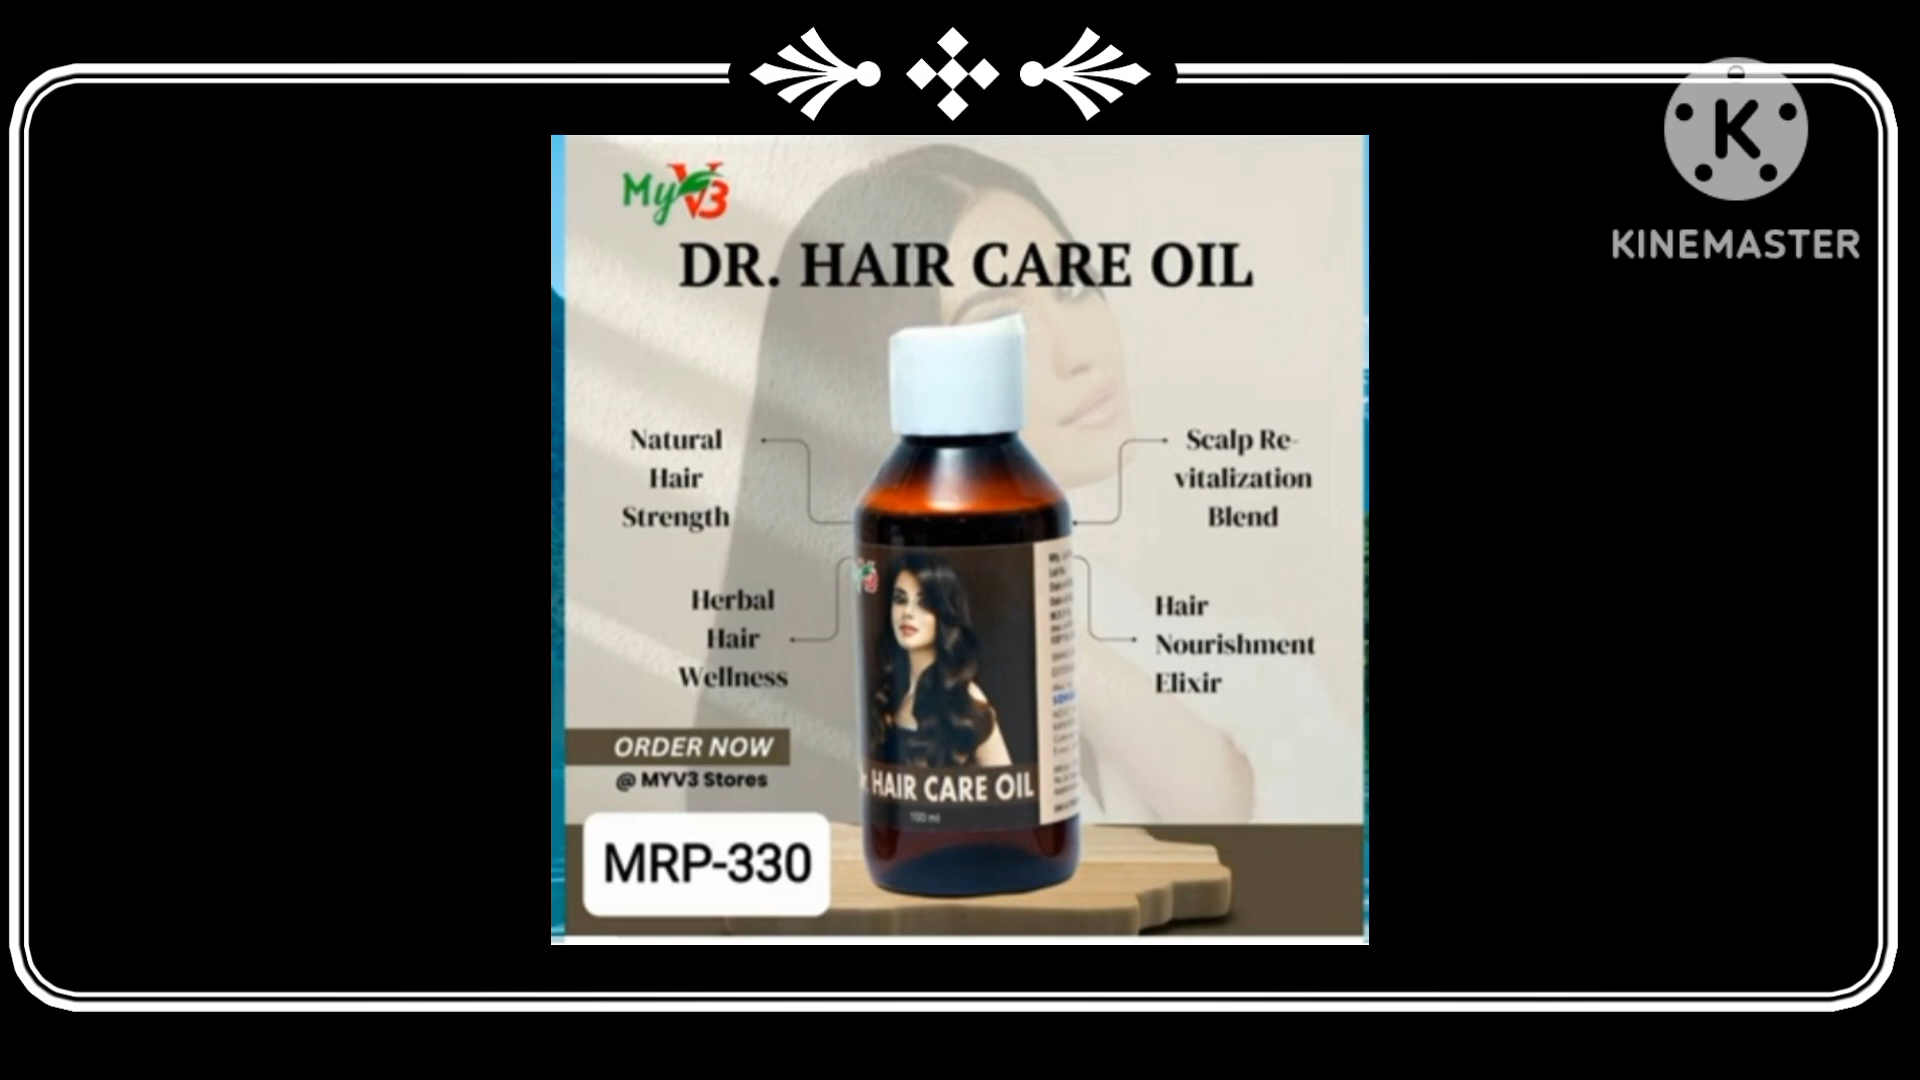 MyV3
DR. HAIR CARE OIL
Natural
Hair
Strength
Herbal
Hair
Wellness
Scalp Re-
vitalization
Blend
Hair
Nourishment
Elixir
HAIR CARE OIL
100 ml
ORDER NOW
@ MYV3 Stores
MRP-330
K
KINEMASTER